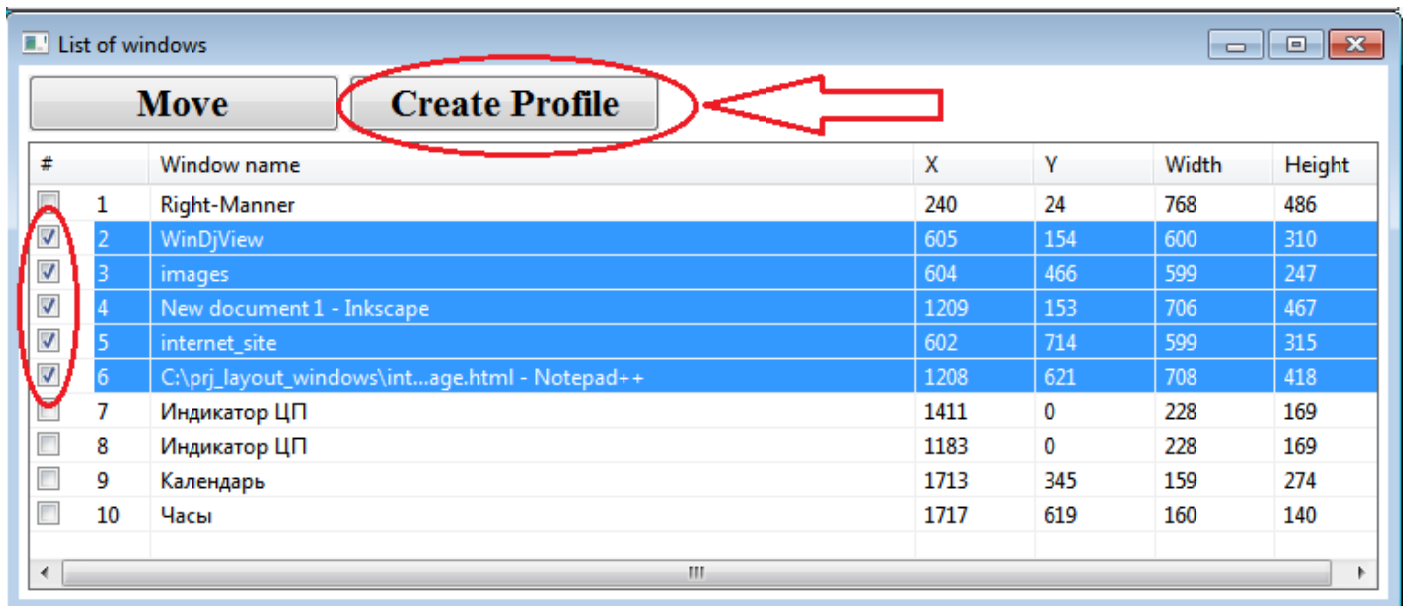 List of windows
Move Create Profile
# Window name X Y Width Height
1 Right-Manner 240 24 768 486
2 WinDjView 605 154 600 310
3 images 604 466 599 247
4 New document 1 - Inkscape 1209 153 706 467
5 internet_site 602 714 599 315
6 C:\prj_layout_windows\int...age.html - Notepad++ 1208 621 708 418
7 Индикатор ЦП 1411 0 228 169
8 Индикатор ЦП 1183 0 228 169
9 Календарь 1713 345 159 274
10 Часы 1717 619 160 140